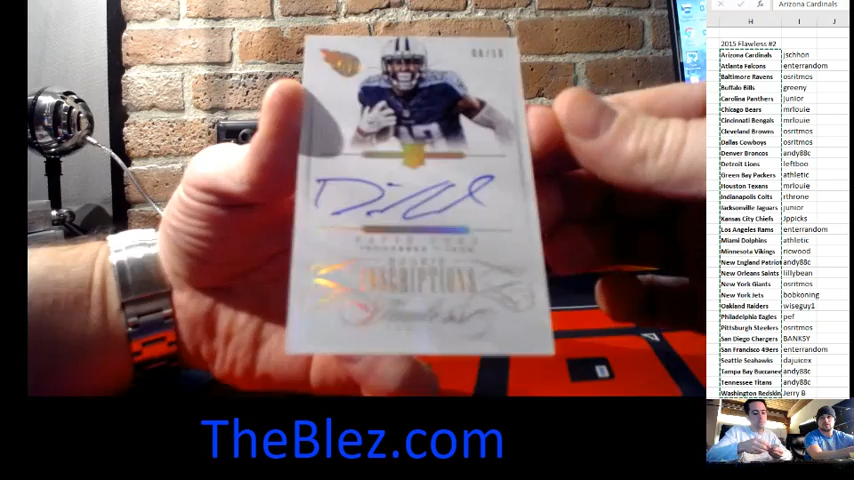 Arizona Cardinals
H I J
2015 Flawless #2
Arizona Cardinals jschhon
Atlanta Falcons enterrandom
Baltimore Ravens osritmos
Buffalo Bills greeny
Carolina Panthers junior
Chicago Bears mrlouie
Cincinnati Bengals mrlouie
Cleveland Browns osritmos
Dallas Cowboys osritmos
Denver Broncos andy88c
Detroit Lions leftboo
Green Bay Packers athletic
Houston Texans mrlouie
Indianapolis Colts rthrone
Jacksonville Jaguars junior
Kansas City Chiefs Jppicks
Los Angeles Rams enterrandom
Miami Dolphins athletic
Minnesota Vikings ricwood
New England Patriot andy88c
New Orleans Saints lillybean
New York Giants osritmos
New York Jets bobkoning
Oakland Raiders wiseguy1
Philadelphia Eagles pef
Pittsburgh Steelers osritmos
San Diego Chargers BANKSY
San Francisco 49ers enterrandom
Seattle Seahawks dajuicex
Tampa Bay Buccanee andy88c
Tennessee Titans andy88c
Washington Redskin Jerry B
INSCRIPTIONS
TheBlez.com